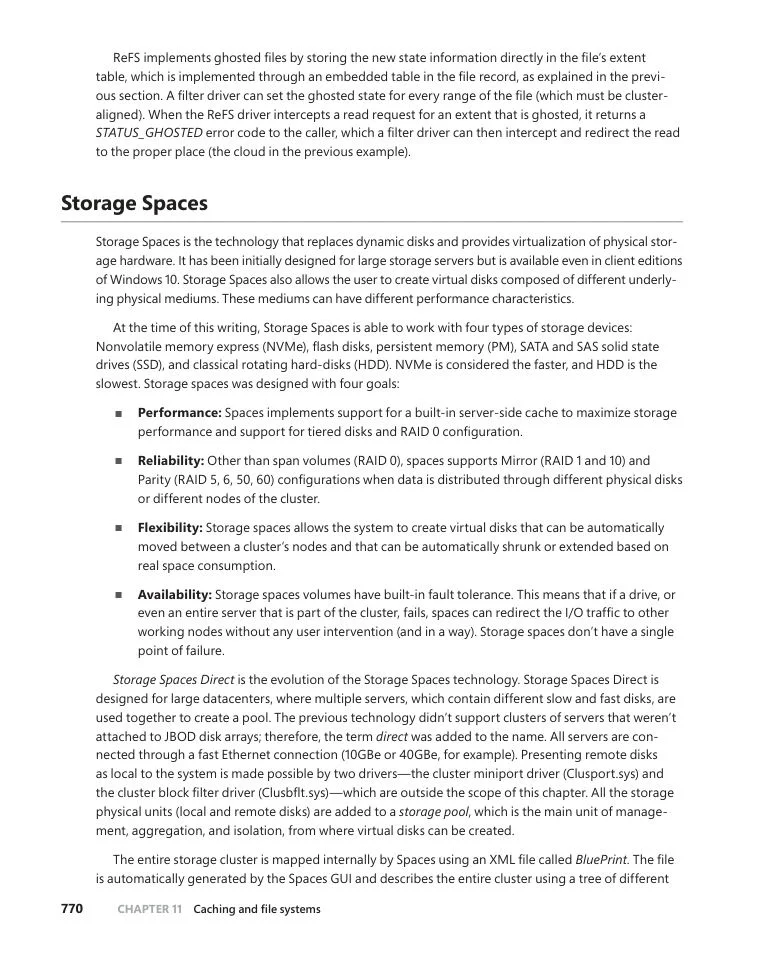 ReFS implements ghosted files by storing the new state information directly in the file's extent
table, which is implemented through an embedded table in the file record, as explained in the previ-
ous section. A filter driver can set the ghosted state for every range of the file (which must be cluster-
aligned). When the ReFS driver intercepts a read request for an extent that is ghosted, it returns a
STATUS_GHOSTED error code to the caller, which a filter driver can then intercept and redirect the read
to the proper place (the cloud in the previous example).
Storage Spaces
Storage Spaces is the technology that replaces dynamic disks and provides virtualization of physical stor-
age hardware. It has been initially designed for large storage servers but is available even in client editions
of Windows 10. Storage Spaces also allows the user to create virtual disks composed of different underly-
ing physical mediums. These mediums can have different performance characteristics.
At the time of this writing, Storage Spaces is able to work with four types of storage devices:
Nonvolatile memory express (NVMe), flash disks, persistent memory (PM), SATA and SAS solid state
drives (SSD), and classical rotating hard-disks (HDD). NVMe is considered the faster, and HDD is the
slowest. Storage spaces was designed with four goals:
■ Performance: Spaces implements support for a built-in server-side cache to maximize storage
performance and support for tiered disks and RAID 0 configuration.
■ Reliability: Other than span volumes (RAID 0), spaces supports Mirror (RAID 1 and 10) and
Parity (RAID 5, 6, 50, 60) configurations when data is distributed through different physical disks
or different nodes of the cluster.
■ Flexibility: Storage spaces allows the system to create virtual disks that can be automatically
moved between a cluster's nodes and that can be automatically shrunk or extended based on
real space consumption.
■ Availability: Storage spaces volumes have built-in fault tolerance. This means that if a drive, or
even an entire server that is part of the cluster, fails, spaces can redirect the I/O traffic to other
working nodes without any user intervention (and in a way). Storage spaces don't have a single
point of failure.
Storage Spaces Direct is the evolution of the Storage Spaces technology. Storage Spaces Direct is
designed for large datacenters, where multiple servers, which contain different slow and fast disks, are
used together to create a pool. The previous technology didn't support clusters of servers that weren't
attached to JBOD disk arrays; therefore, the term direct was added to the name. All servers are con-
nected through a fast Ethernet connection (10GBe or 40GBe, for example). Presenting remote disks
as local to the system is made possible by two drivers—the cluster miniport driver (Clusport.sys) and
the cluster block filter driver (Clusbflt.sys)—which are outside the scope of this chapter. All the storage
physical units (local and remote disks) are added to a storage pool, which is the main unit of manage-
ment, aggregation, and isolation, from where virtual disks can be created.
The entire storage cluster is mapped internally by Spaces using an XML file called BluePrint. The file
is automatically generated by the Spaces GUI and describes the entire cluster using a tree of different
770 CHAPTER 11 Caching and file systems